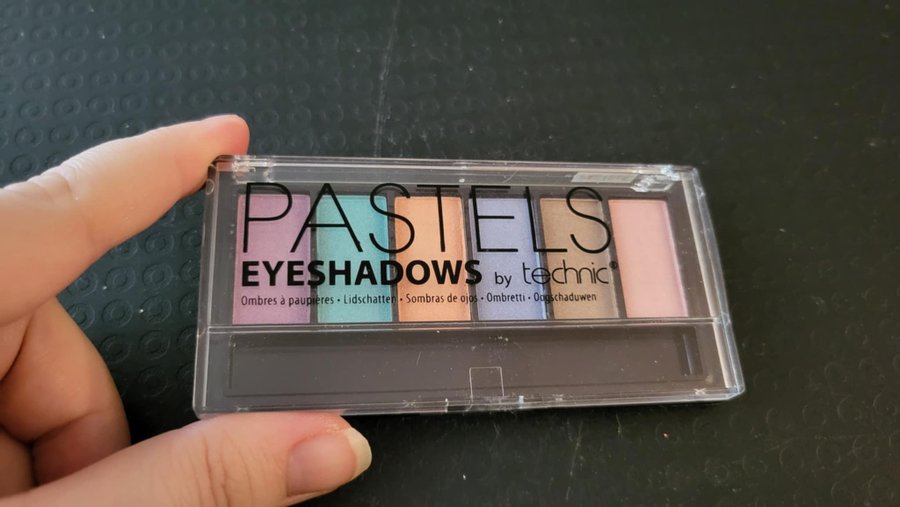 PASTELS
EYESHADOWS by technic®
Ombres à paupières • Lidschatten • Sombras de ojos • Ombretti • Oogschaduwen